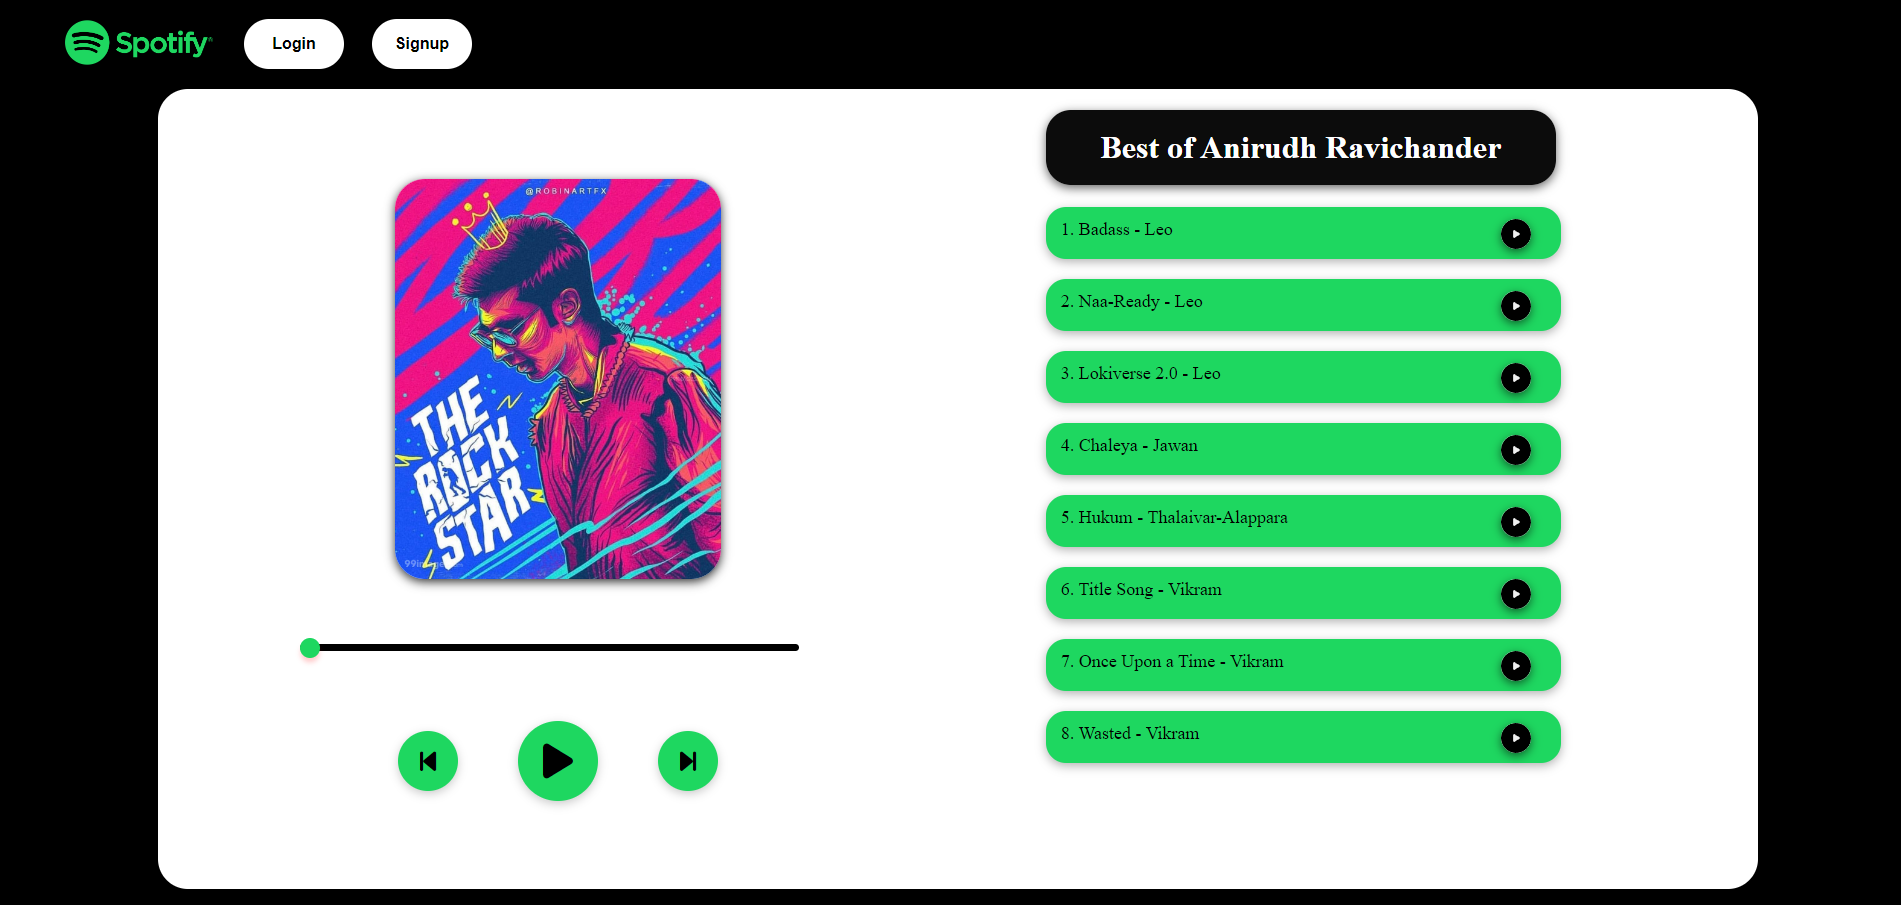 Spotify®
Login
Signup
@ROBINARTFX
THE
ROCK
STAR
Best of Anirudh Ravichander
1. Badass - Leo
2. Naa-Ready - Leo
3. Lokiverse 2.0 - Leo
4. Chaleya - Jawan
5. Hukum - Thalaivar-Alappara
6. Title Song - Vikram
7. Once Upon a Time - Vikram
8. Wasted - Vikram